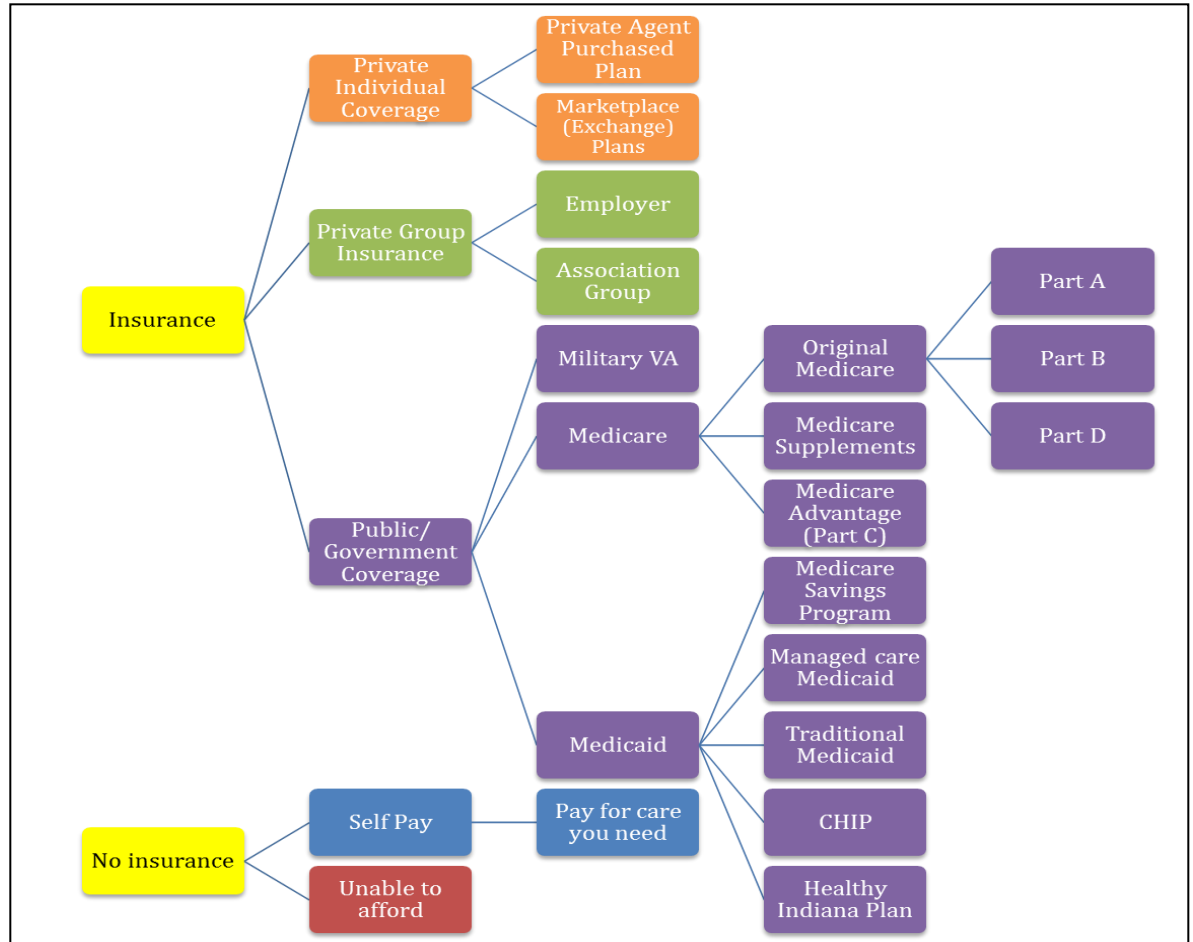 Private Agent
Purchased
Plan
Private
Individual
Coverage
Marketplace
(Exchange)
Plans
Employer
Private Group
Insurance
Association
Group
Insurance
Military VA
Medicare
Original
Medicare
Part A
Part B
Part D
Medicare
Supplements
Medicare
Advantage
(Part C)
Public/
Government
Coverage
Medicare
Savings
Program
Managed care
Medicaid
Medicaid
Traditional
Medicaid
CHIP
Healthy
Indiana Plan
No insurance
Self Pay
Pay for care
you need
Unable to
afford